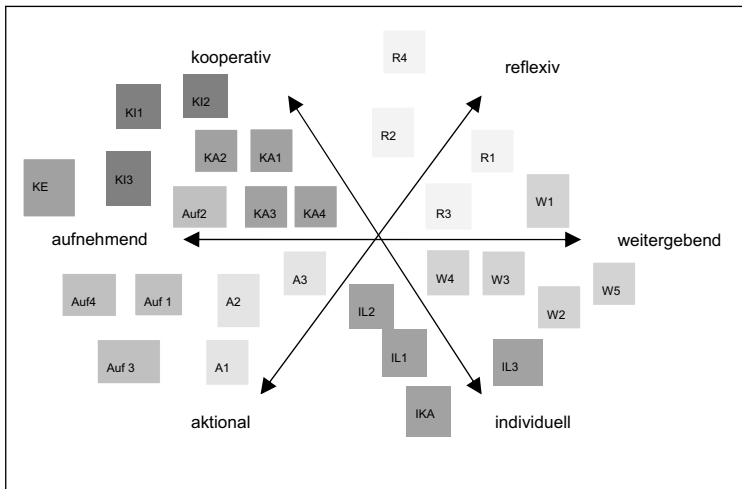 kooperativ
R4
reflexiv
KI1
KI2
R2
KA2
KA1
R1
KE
KI3
Auf2
KA3
KA4
R3
W1
aufnehmend
weitergebend
Auf4
Auf 1
A2
A3
IL2
W4
W3
W2
W5
Auf 3
A1
IL1
IL3
IKA
aktional
individuell